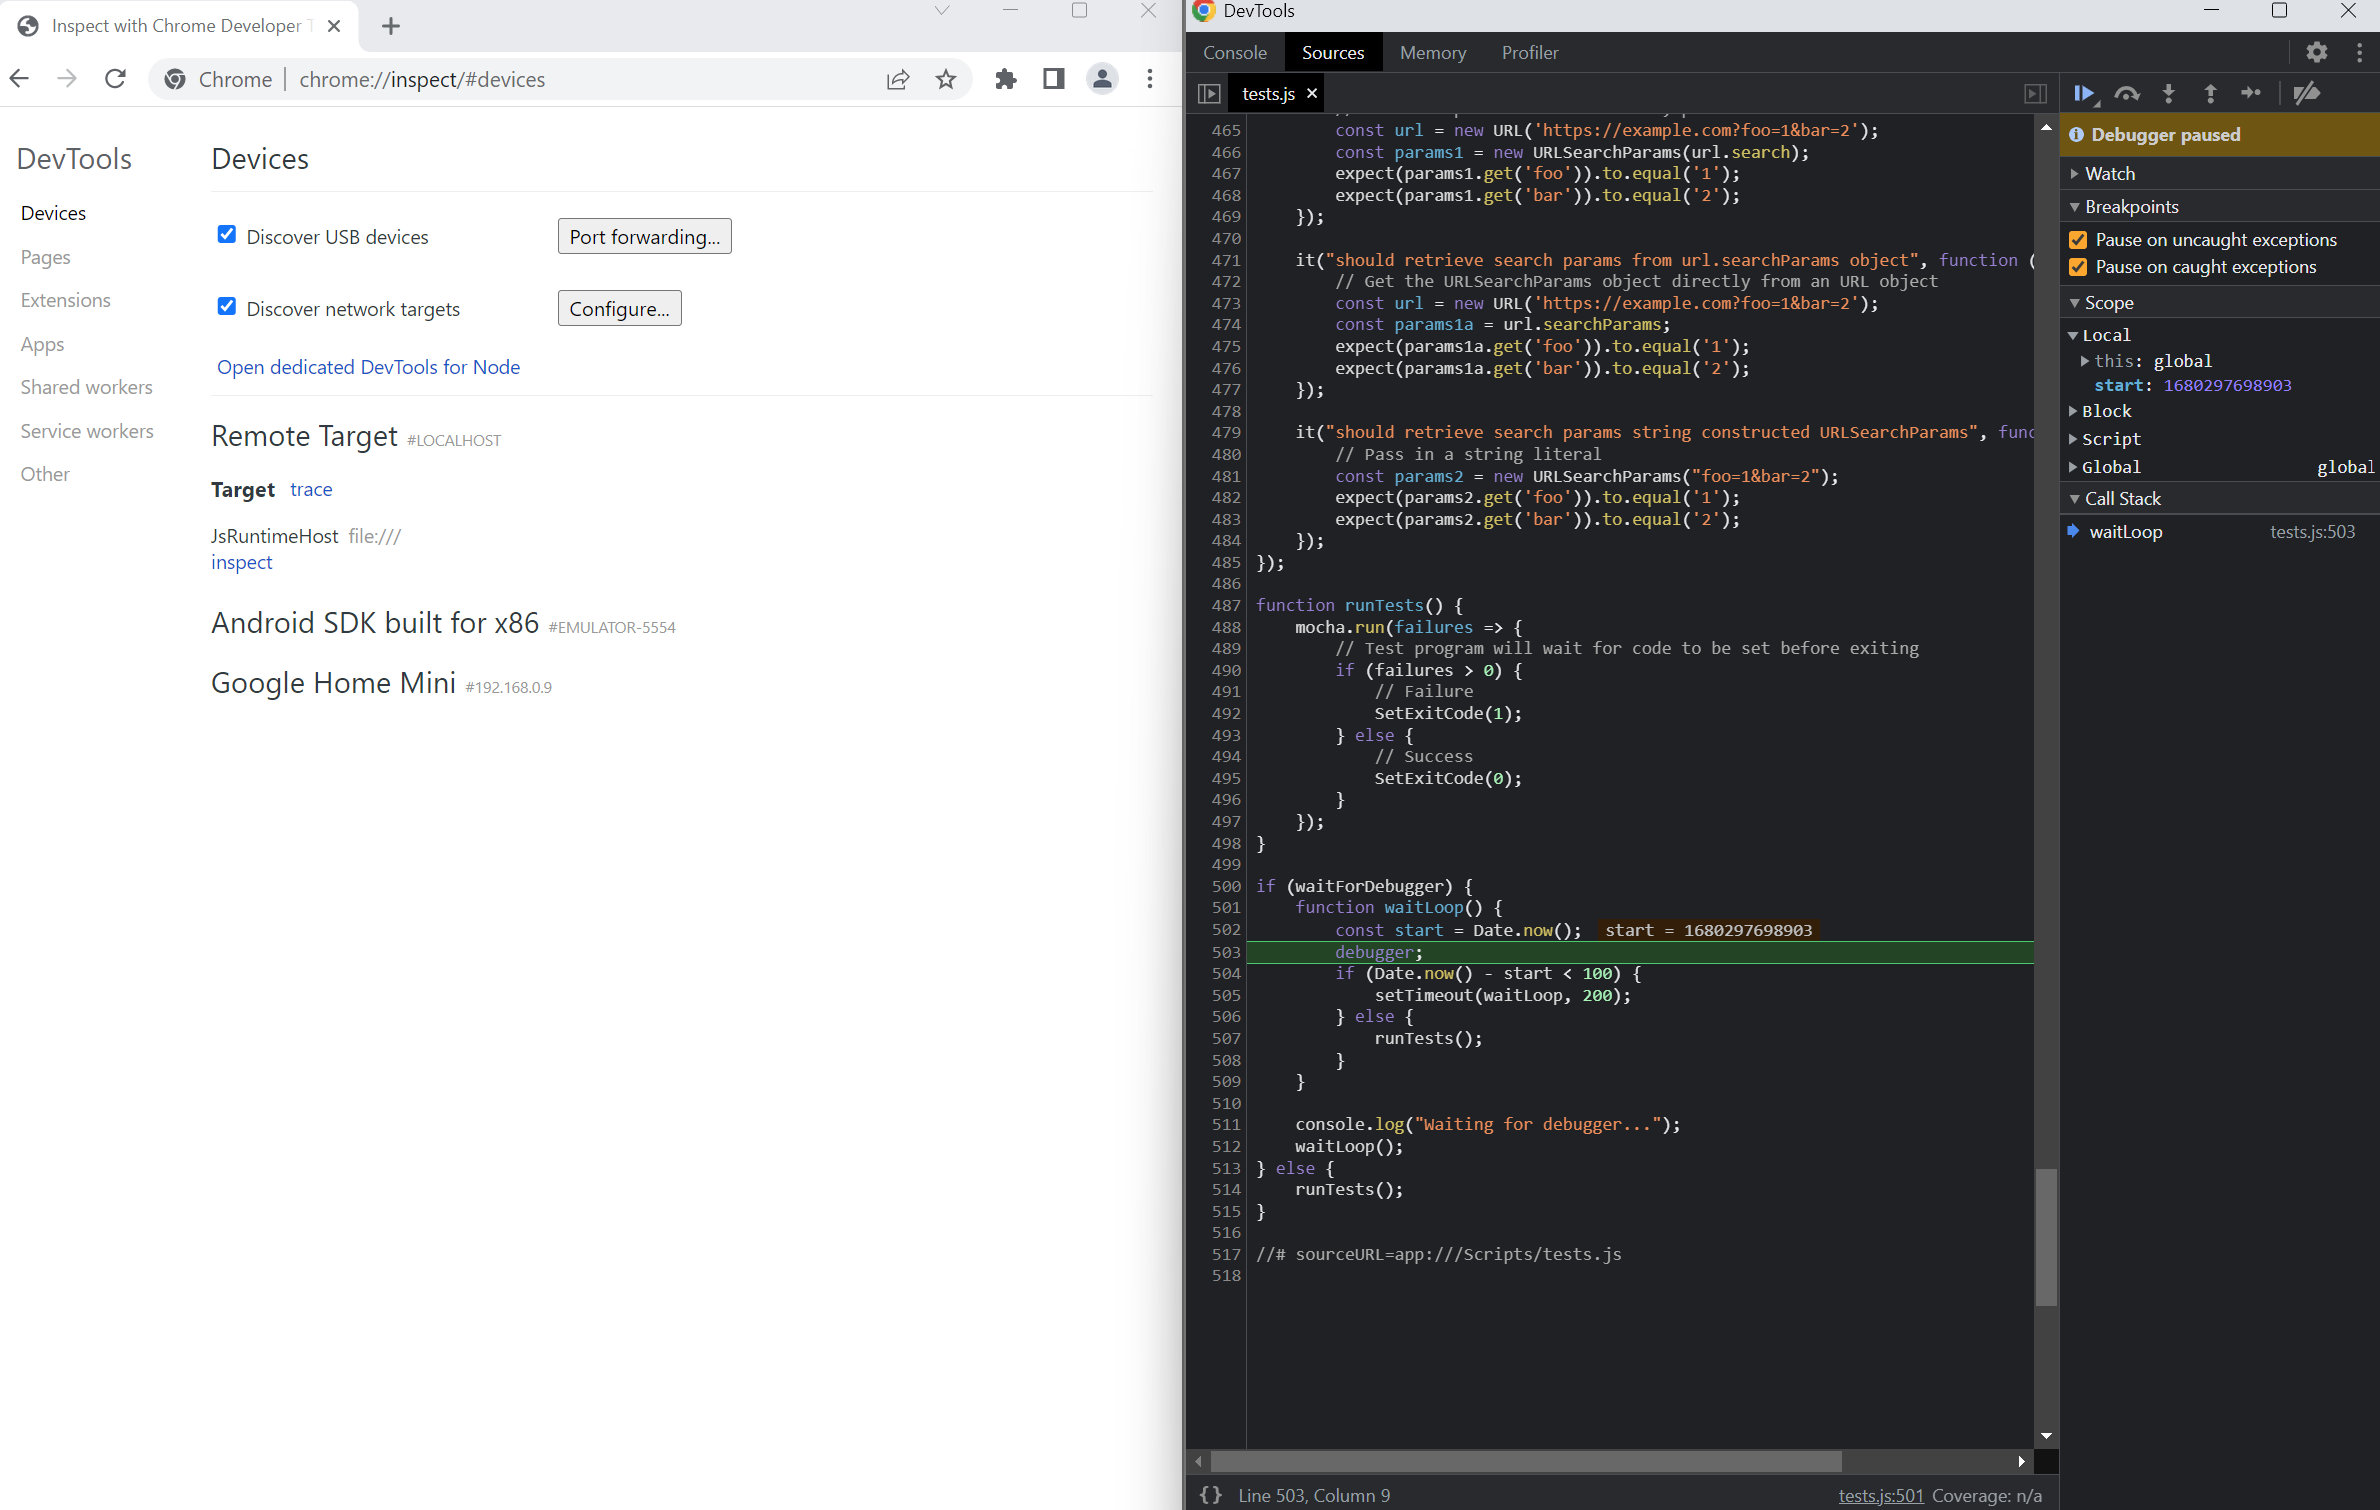 Inspect with Chrome Developer T
Chrome
chrome://inspect/#devices
DevTools
Devices
Pages
Extensions
Apps
Shared workers
Service workers
Other
Devices
Discover USB devices
Port forwarding...
Discover network targets
Configure...
Open dedicated DevTools for Node
Remote Target #LOCALHOST
Target trace
JsRuntimeHost file:///
inspect
Android SDK built for x86 #EMULATOR-5554
Google Home Mini #192.168.0.9
DevTools
Console Sources Memory Profiler
tests.js
465 const url = new URL('https://example.com?foo=1&bar=2');
466 const params1 = new URLSearchParams(url.search);
467 expect(params1.get('foo')).to.equal('1');
468 expect(params1.get('bar')).to.equal('2');
469 });
470
471 it("should retrieve search params from url.searchParams object", function (
472 // Get the URLSearchParams object directly from an URL object
473 const url = new URL('https://example.com?foo=1&bar=2');
474 const params1a = url.searchParams;
475 expect(params1a.get('foo')).to.equal('1');
476 expect(params1a.get('bar')).to.equal('2');
477 });
478
479 it("should retrieve search params string constructed URLSearchParams", func
480 // Pass in a string literal
481 const params2 = new URLSearchParams("foo=1&bar=2");
482 expect(params2.get('foo')).to.equal('1');
483 expect(params2.get('bar')).to.equal('2');
484 });
485 });
486
487 function runTests() {
488 mocha.run(failures => {
489 // Test program will wait for code to be set before exiting
490 if (failures > 0) {
491 // Failure
492 SetExitCode(1);
493 } else {
494 // Success
495 SetExitCode(0);
496 }
497 });
498 }
499
500 if (waitForDebugger) {
501 function waitLoop() {
502 const start = Date.now(); start = 1680297698903
503 debugger;
504 if (Date.now() - start < 100) {
505 setTimeout(waitLoop, 200);
506 } else {
507 runTests();
508 }
509 }
510
511 console.log("Waiting for debugger...");
512 waitLoop();
513 } else {
514 runTests();
515 }
516
517 //# sourceURL=app:///Scripts/tests.js
518
{} Line 503, Column 9
tests.js:501 Coverage: n/a
Debugger paused
Watch
Breakpoints
Pause on uncaught exceptions
Pause on caught exceptions
Scope
Local
this: global
start: 1680297698903
Block
Script
Global global
Call Stack
waitLoop tests.js:503